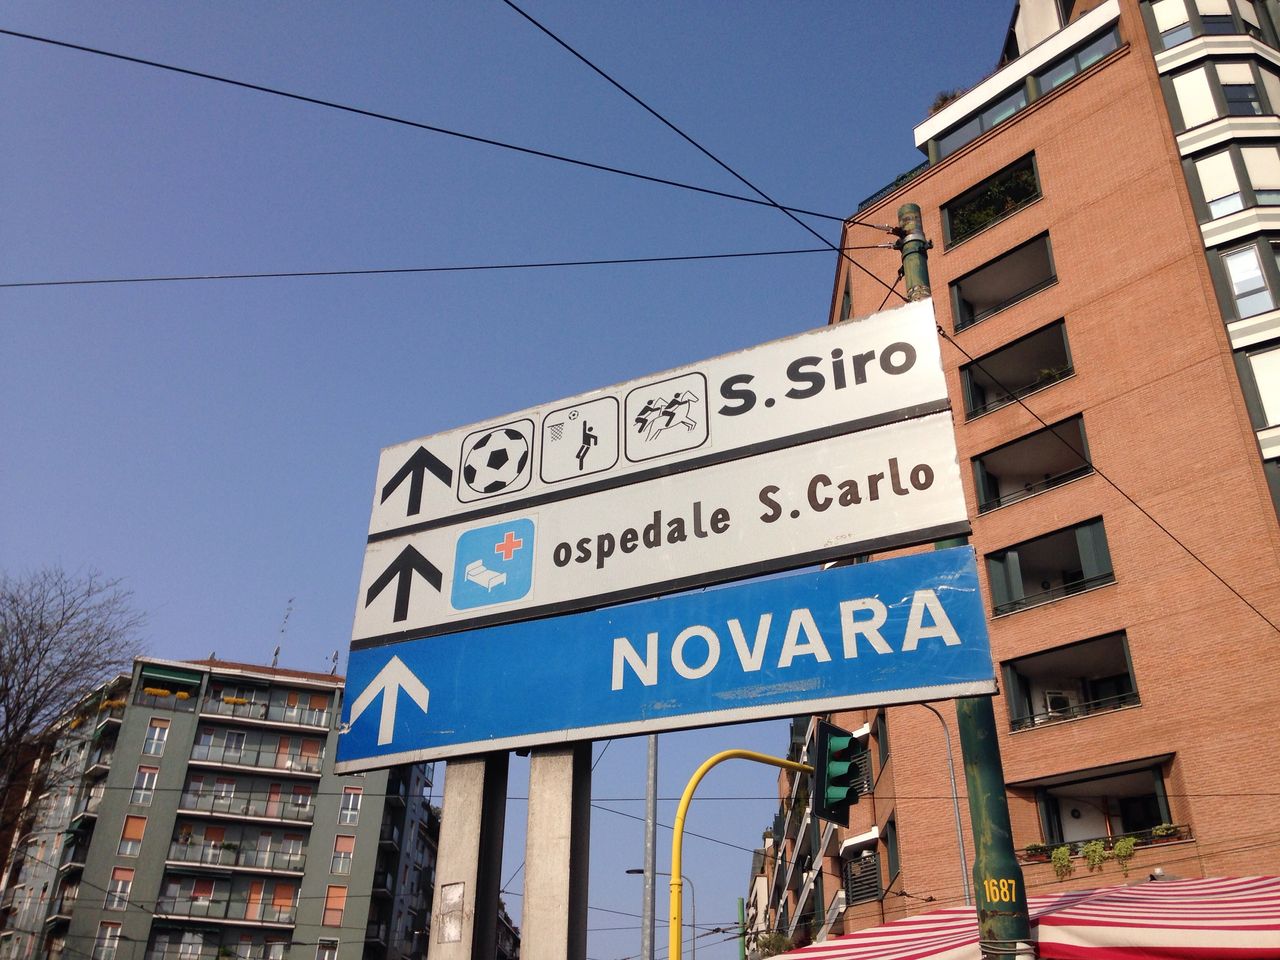 S.Siro
ospedale S.Carlo
NOVARA
1687